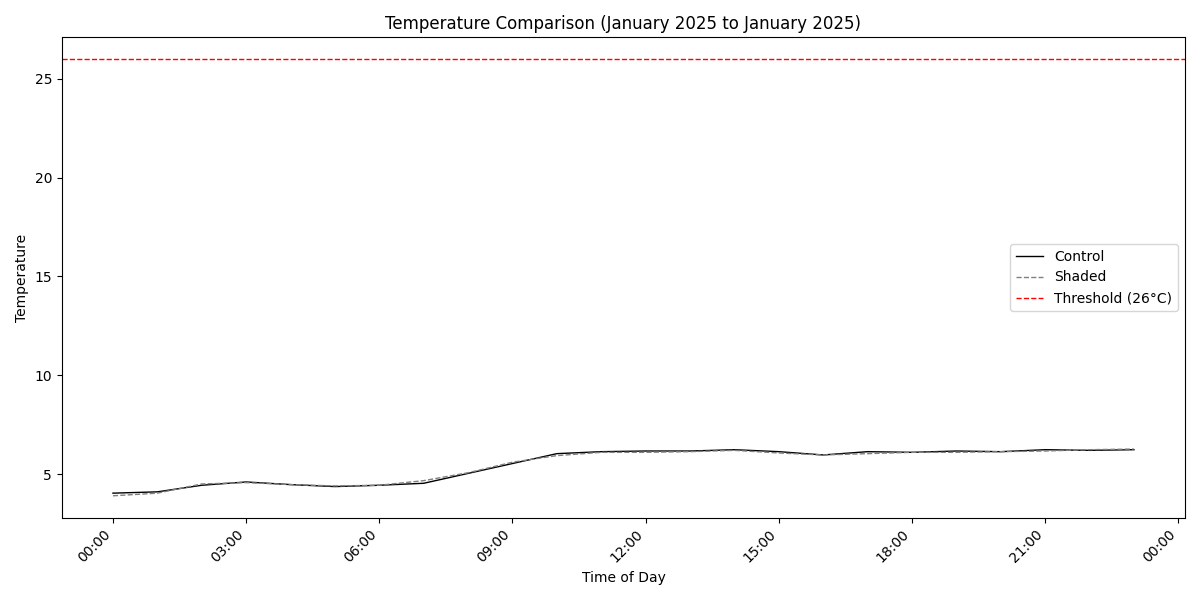 Temperature Comparison (January 2025 to January 2025)
25
20
15
10
5
Temperature
Control
Shaded
Threshold (26°C)
00:00
03:00
06:00
09:00
12:00
15:00
18:00
21:00
00:00
Time of Day